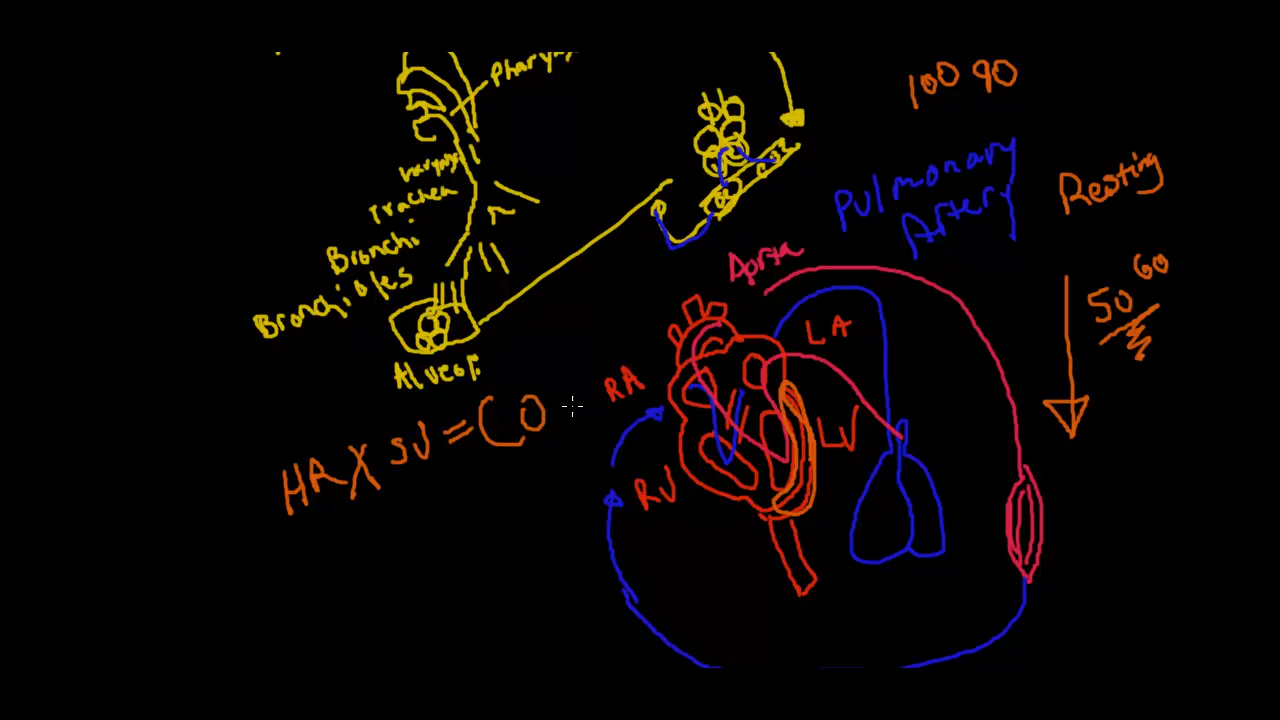 Pharyn
Larynx
Trachea
Bronchi
Bronchioles
Alveoli
HR X SV = CO
100 90
Pulmonary
Artery
Resting
60
50
Aorta
LA
RA
LV
RV